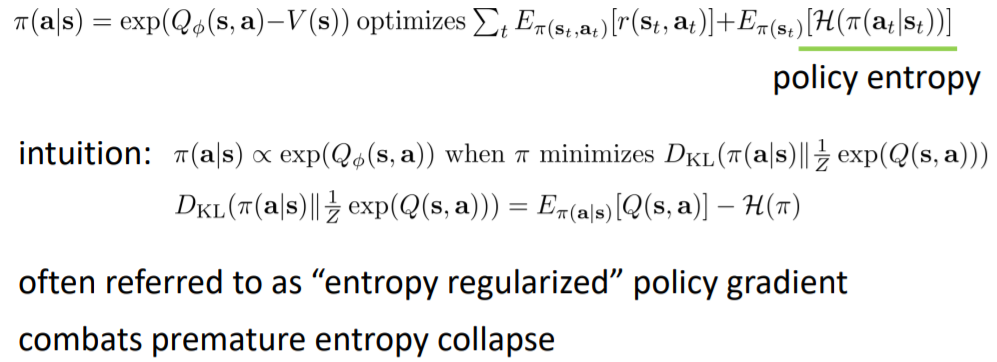 π(a|s) = exp(Q_ϕ(s, a)−V(s)) optimizes ∑_t E_{π(s_t,a_t)}[r(s_t, a_t)]+E_{π(s_t)}[ℋ(π(a_t|s_t))]
policy entropy
intuition: π(a|s) ∝ exp(Q_ϕ(s, a)) when π minimizes D_KL(π(a|s)‖1/Z exp(Q(s, a)))
D_KL(π(a|s)‖1/Z exp(Q(s, a))) = E_{π(a|s)}[Q(s, a)] − ℋ(π)
often referred to as “entropy regularized” policy gradient
combats premature entropy collapse